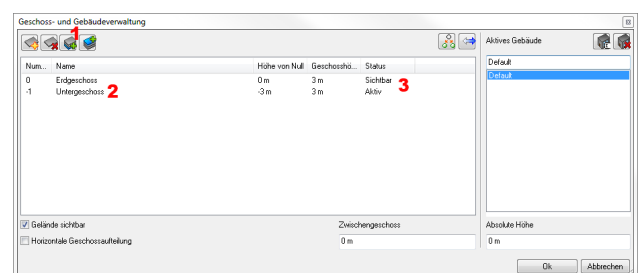 Geschoss- und Gebäudeverwaltung
1
Aktives Gebäude
Num... Name Höhe von Null Geschosshö... Status
0 Erdgeschoss 0 m 3 m Sichtbar
-1 Untergeschoss -3 m 3 m Aktiv
2
3
Default
Default
Gelände sichtbar
Zwischengeschoss
Absolute Höhe
Horizontale Geschossaufteilung
0 m
0 m
Ok
Abbrechen